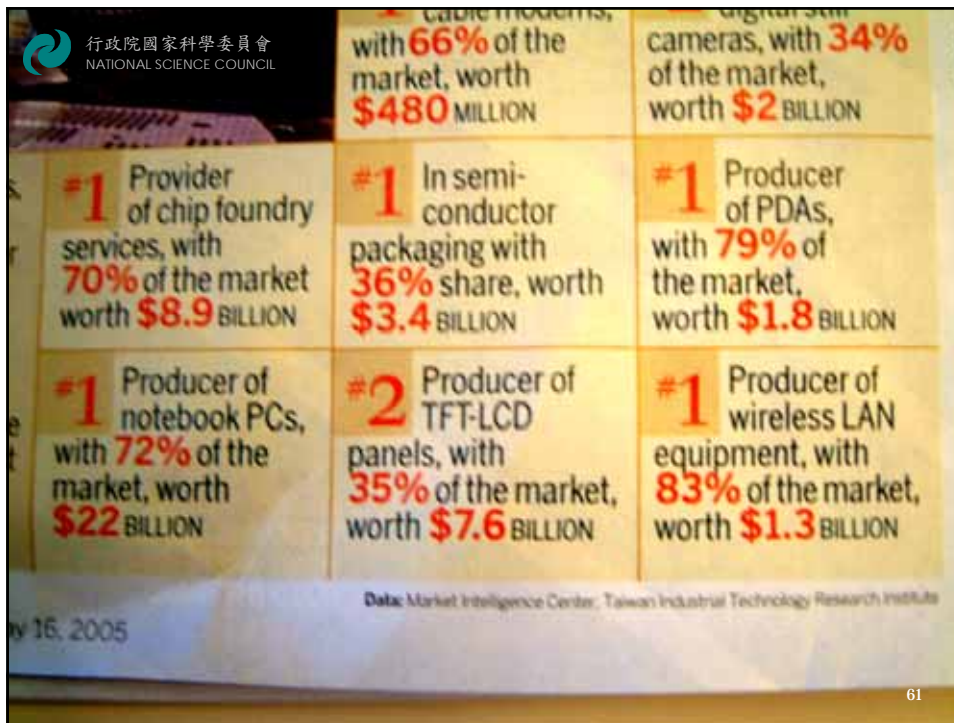 行政院國家科學委員會
NATIONAL SCIENCE COUNCIL
cable modems,
with 66% of the
market, worth
$480 MILLION
digital still
cameras, with 34%
of the market,
worth $2 BILLION
#1 Provider
of chip foundry
services, with
70% of the market
worth $8.9 BILLION
#1 In semi-
conductor
packaging with
36% share, worth
$3.4 BILLION
#1 Producer
of PDAs,
with 79% of
the market,
worth $1.8 BILLION
#1 Producer of
notebook PCs,
with 72% of the
market, worth
$22 BILLION
#2 Producer of
TFT-LCD
panels, with
35% of the market,
worth $7.6 BILLION
#1 Producer of
wireless LAN
equipment, with
83% of the market,
worth $1.3 BILLION
Data: Market Intelligence Center, Taiwan Industrial Technology Research Institute
16, 2005
61